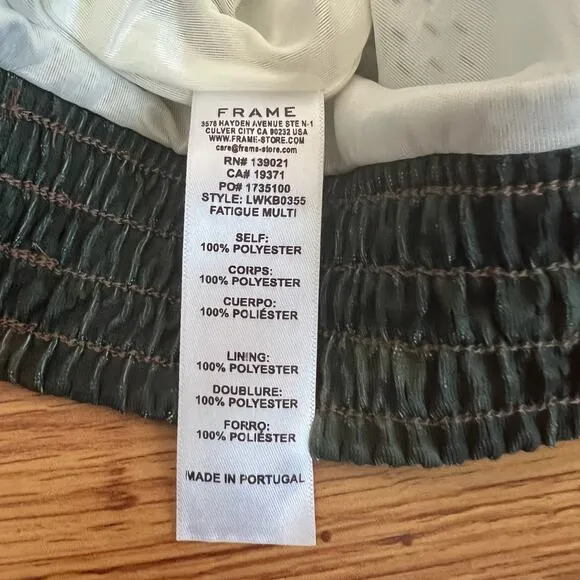 FRAME
3578 HAYDEN AVENUE STE N-1
CULVER CITY CA 90232 USA
WWW.FRAME-STORE.COM
care@frame-store.com
RN# 139021
CA# 19371
PO# 1735100
STYLE: LWKB0355
FATIGUE MULTI
SELF:
100% POLYESTER
CORPS:
100% POLYESTER
CUERPO:
100% POLIÉSTER
LINING:
100% POLYESTER
DOUBLURE:
100% POLYESTER
FORRO:
100% POLIÉSTER
MADE IN PORTUGAL